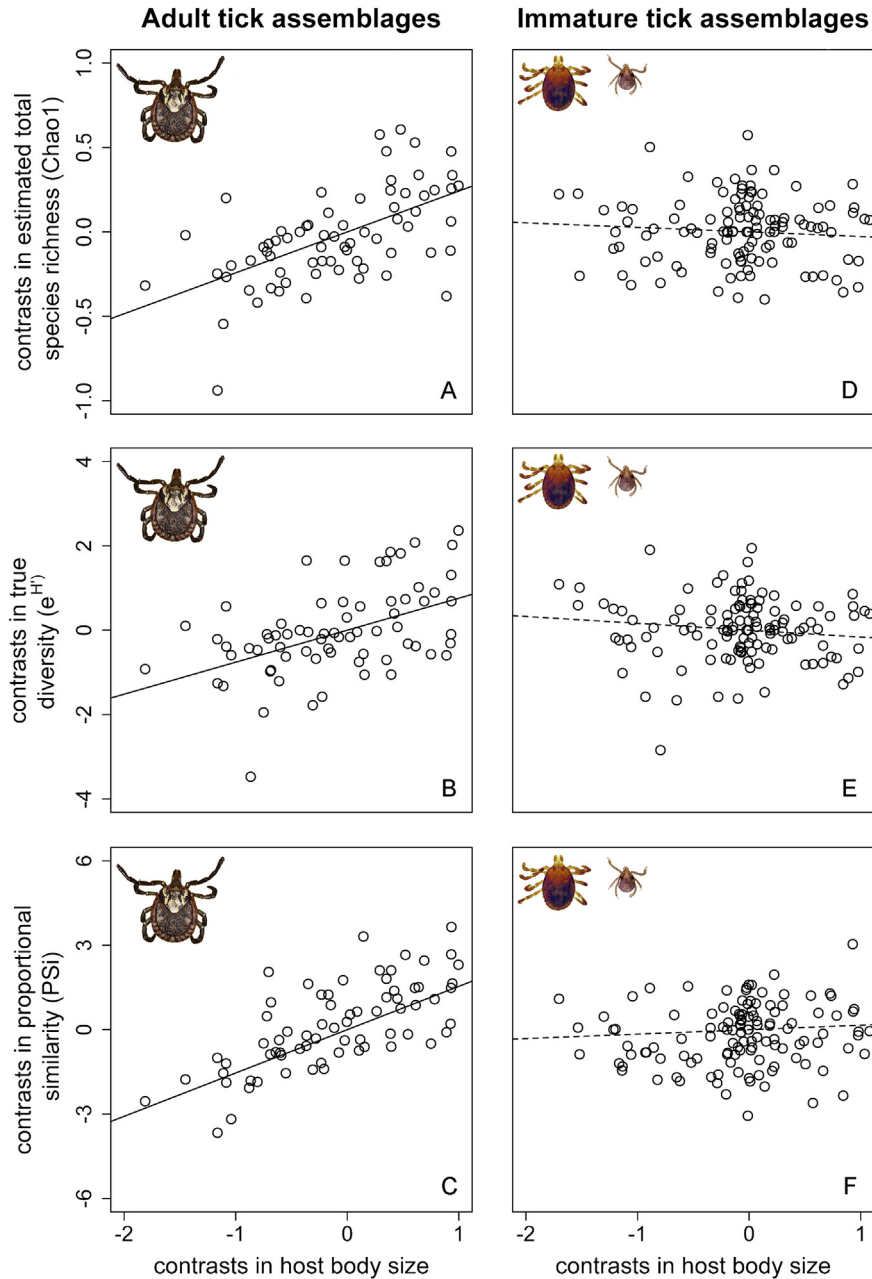 Adult tick assemblages
Immature tick assemblages
contrasts in estimated total
species richness (Chao1)
1.0
0.5
0.0
-0.5
-1.0
A
D
contrasts in true
diversity (e^H')
4
2
0
-2
-4
B
E
contrasts in proportional
similarity (PSi)
6
3
0
-3
-6
C
F
-2 -1 0 1
-2 -1 0 1
contrasts in host body size
contrasts in host body size